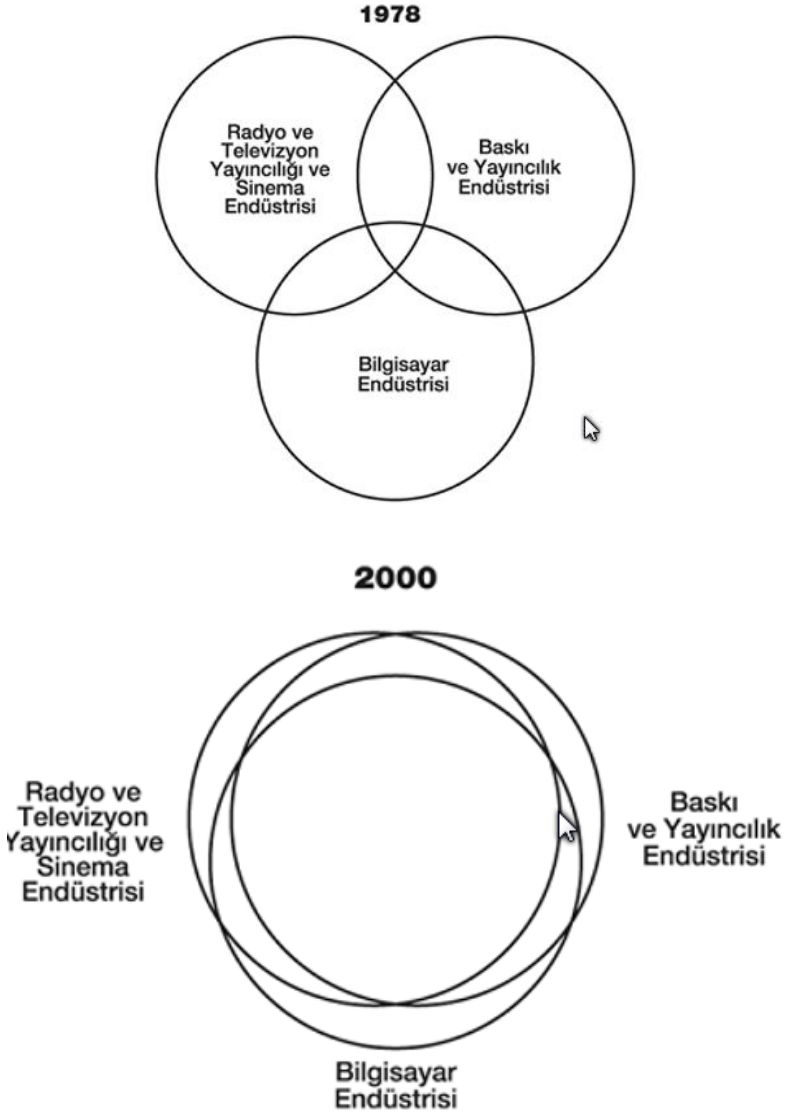 1978
Radyo ve
Televizyon
Yayıncılığı ve
Sinema
Endüstrisi
Baskı
ve Yayıncılık
Endüstrisi
Bilgisayar
Endüstrisi
2000
Radyo ve
Televizyon
Yayıncılığı ve
Sinema
Endüstrisi
Baskı
ve Yayıncılık
Endüstrisi
Bilgisayar
Endüstrisi